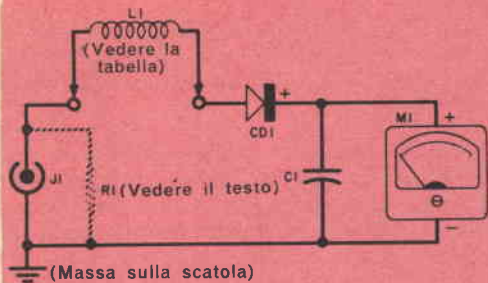 L1
(Vedere la
tabella)
CD1
+
M1
+
J1
R1 (Vedere il testo)
C1
−
(Massa sulla scatola)